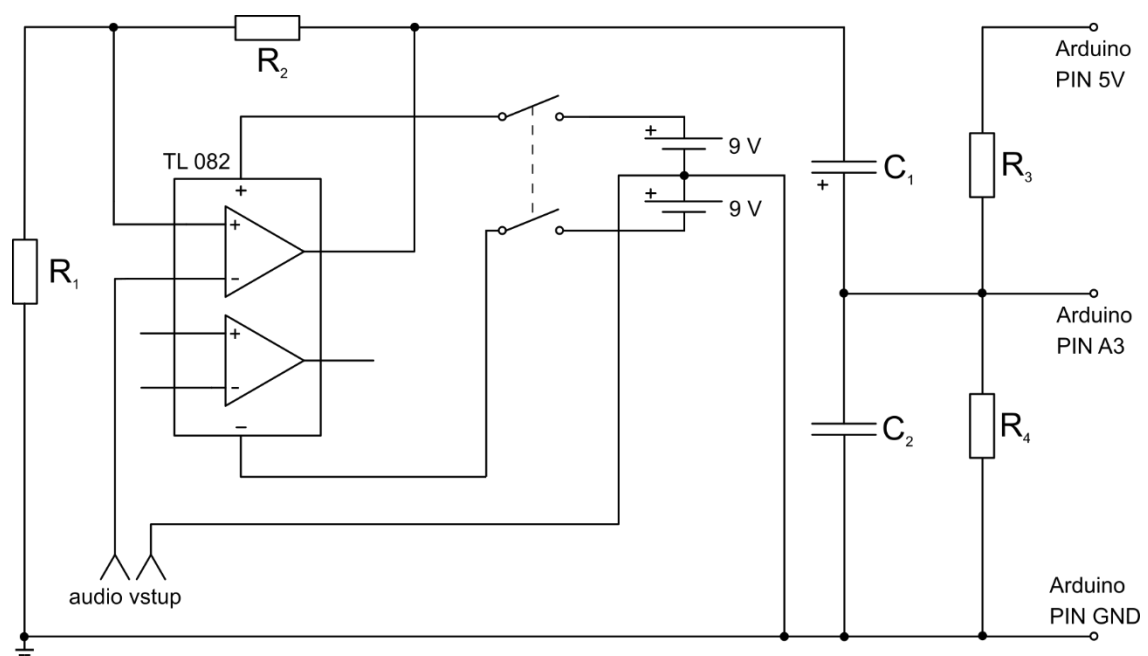 Arduino
PIN 5V
R2
TL 082
+
+
9 V
+
9 V
C1
+
R3
+
−
R1
Arduino
PIN A3
+
−
C2
R4
−
audio vstup
Arduino
PIN GND